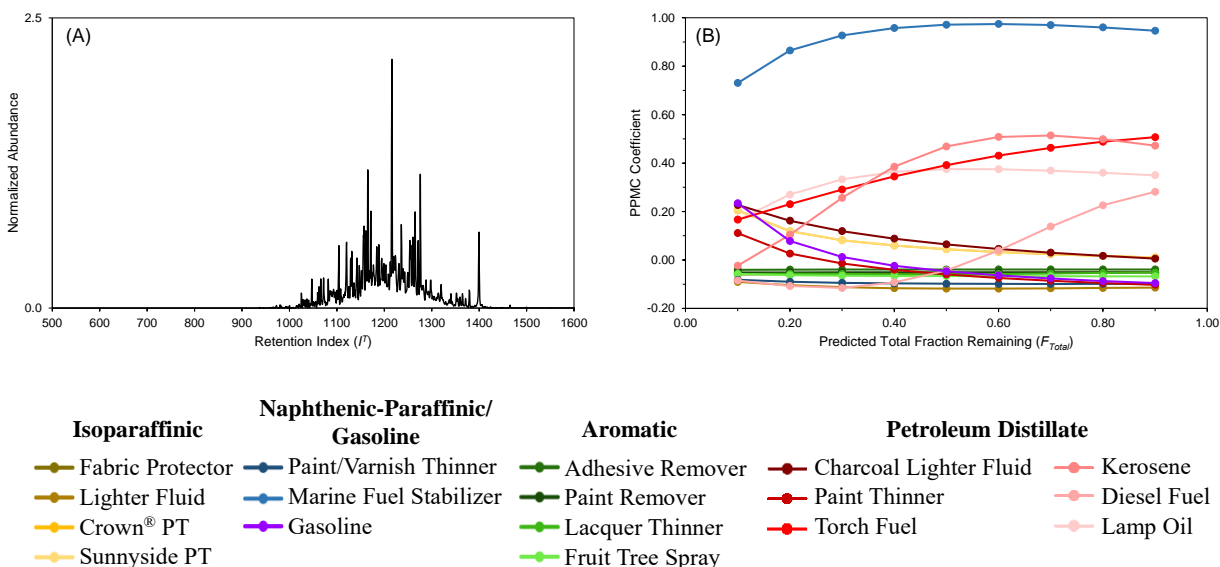 (A)
2.5
0.0
Normalized Abundance
500 600 700 800 900 1000 1100 1200 1300 1400 1500 1600
Retention Index (I^T)
(B)
1.00
0.80
0.60
0.40
0.20
0.00
-0.20
PPMC Coefficient
0.00 0.20 0.40 0.60 0.80 1.00
Predicted Total Fraction Remaining (F_Total)
Isoparaffinic
Fabric Protector
Lighter Fluid
Crown® PT
Sunnyside PT
Naphthenic-Paraffinic/
Gasoline
Paint/Varnish Thinner
Marine Fuel Stabilizer
Gasoline
Aromatic
Adhesive Remover
Paint Remover
Lacquer Thinner
Fruit Tree Spray
Petroleum Distillate
Charcoal Lighter Fluid
Paint Thinner
Torch Fuel
Kerosene
Diesel Fuel
Lamp Oil